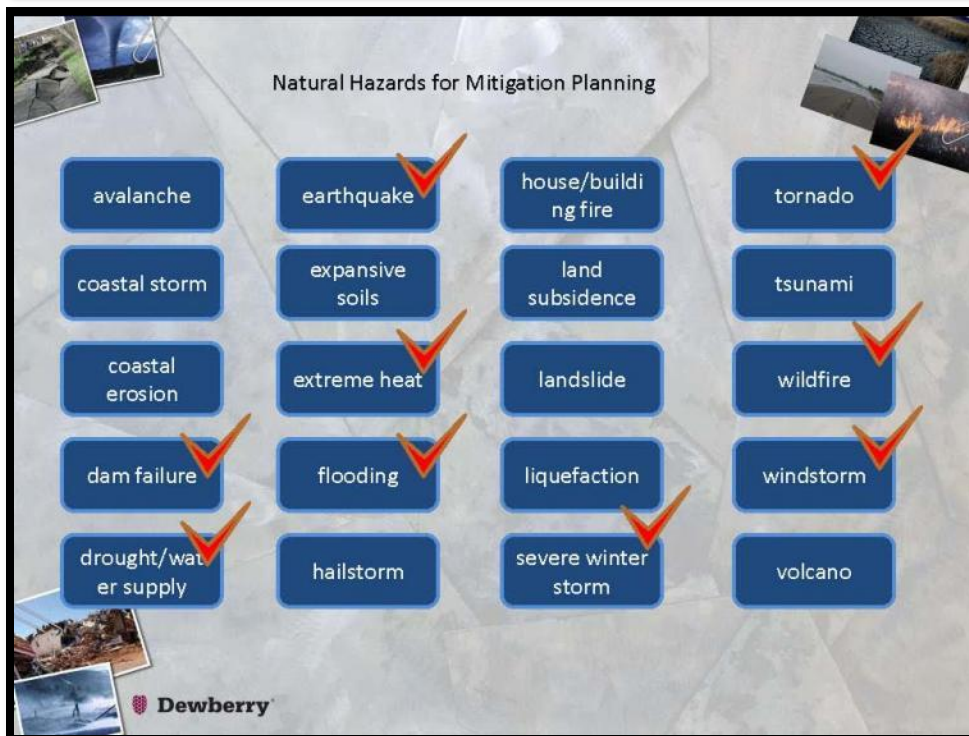 Natural Hazards for Mitigation Planning
avalanche
earthquake
house/buildi
ng fire
tornado
coastal storm
expansive
soils
land
subsidence
tsunami
coastal
erosion
extreme heat
landslide
wildfire
dam failure
flooding
liquefaction
windstorm
drought/wat
er supply
hailstorm
severe winter
storm
volcano
Dewberry